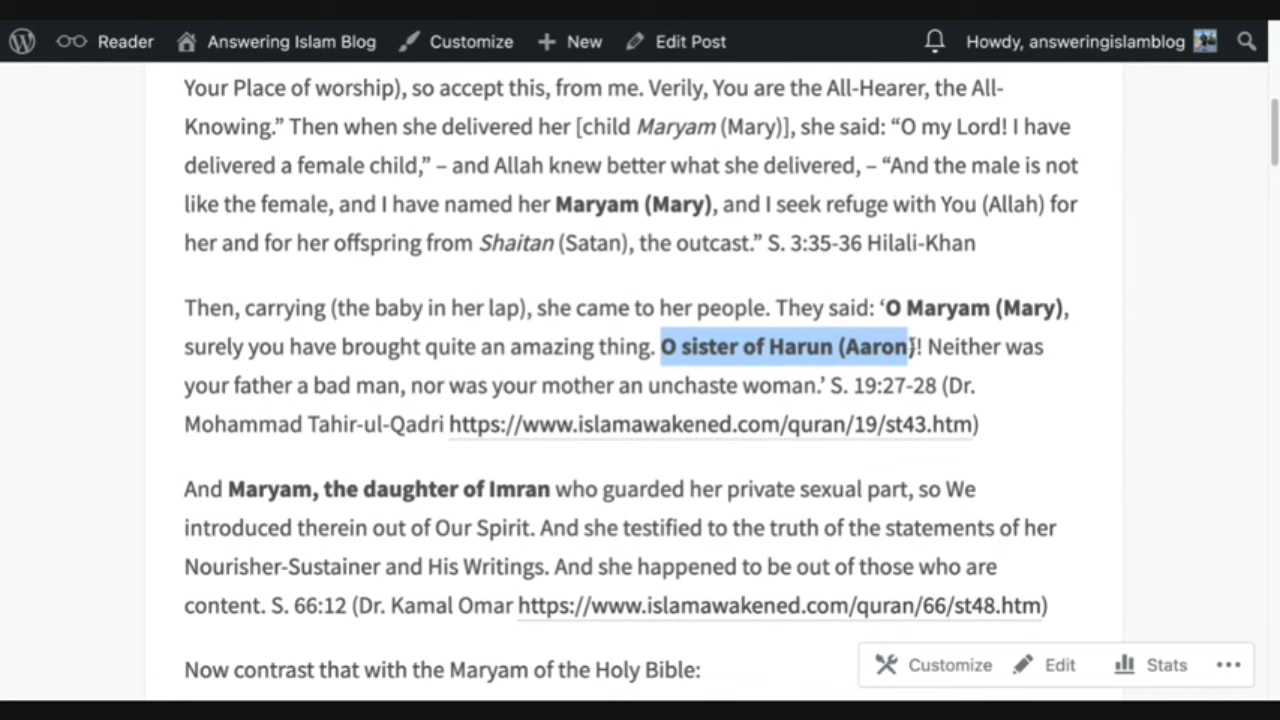 Reader Answering Islam Blog Customize New Edit Post Howdy, answeringislamblog
Your Place of worship), so accept this, from me. Verily, You are the All-Hearer, the All-
Knowing.” Then when she delivered her [child Maryam (Mary)], she said: “O my Lord! I have
delivered a female child,” – and Allah knew better what she delivered, – “And the male is not
like the female, and I have named her Maryam (Mary), and I seek refuge with You (Allah) for
her and for her offspring from Shaitan (Satan), the outcast.” S. 3:35-36 Hilali-Khan
Then, carrying (the baby in her lap), she came to her people. They said: ‘O Maryam (Mary),
surely you have brought quite an amazing thing. O sister of Harun (Aaron)! Neither was
your father a bad man, nor was your mother an unchaste woman.’ S. 19:27-28 (Dr.
Mohammad Tahir-ul-Qadri https://www.islamawakened.com/quran/19/st43.htm)
And Maryam, the daughter of Imran who guarded her private sexual part, so We
introduced therein out of Our Spirit. And she testified to the truth of the statements of her
Nourisher-Sustainer and His Writings. And she happened to be out of those who are
content. S. 66:12 (Dr. Kamal Omar https://www.islamawakened.com/quran/66/st48.htm)
Now contrast that with the Maryam of the Holy Bible:
Customize Edit Stats